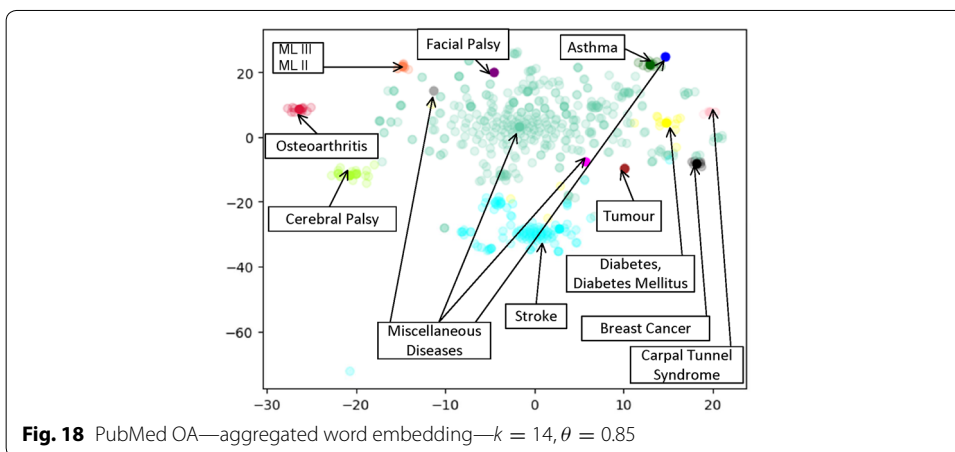 ML III
ML II
Facial Palsy
Asthma
Osteoarthritis
Cerebral Palsy
Tumour
Diabetes,
Diabetes Mellitus
Stroke
Breast Cancer
Miscellaneous
Diseases
Carpal Tunnel
Syndrome
20
0
−20
−40
−60
−30
−20
−10
0
10
20
Fig. 18 PubMed OA—aggregated word embedding—k = 14, θ = 0.85